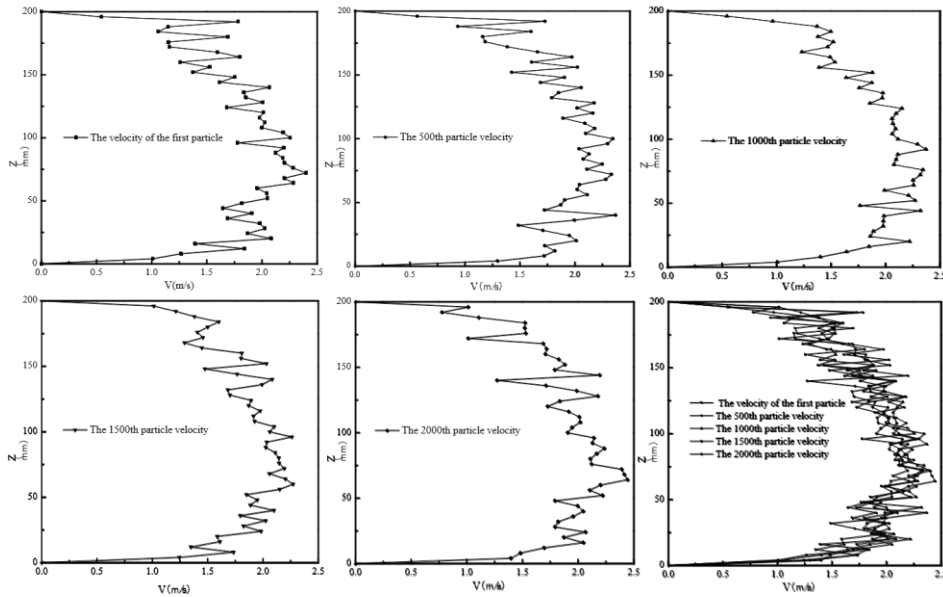 200
150
100
50
0
Z (mm)
The velocity of the first particle
0.0 0.5 1.0 1.5 2.0 2.5
V(m/s)
200
150
100
50
0
Z (mm)
The 500th particle velocity
0.0 0.5 1.0 1.5 2.0 2.5
V(m/s)
200
150
100
50
0
Z (mm)
The 1000th particle velocity
0.0 0.5 1.0 1.5 2.0 2.5
V(m/s)
200
150
100
50
0
Z (mm)
The 1500th particle velocity
0.0 0.5 1.0 1.5 2.0 2.5
V(m/s)
200
150
100
50
0
Z (mm)
The 2000th particle velocity
0.0 0.5 1.0 1.5 2.0 2.5
V(m/s)
200
150
100
50
0
Z (mm)
The velocity of the first particle
The 500th particle velocity
The 1000th particle velocity
The 1500th particle velocity
The 2000th particle velocity
0.0 0.5 1.0 1.5 2.0 2.5
V(m/s)